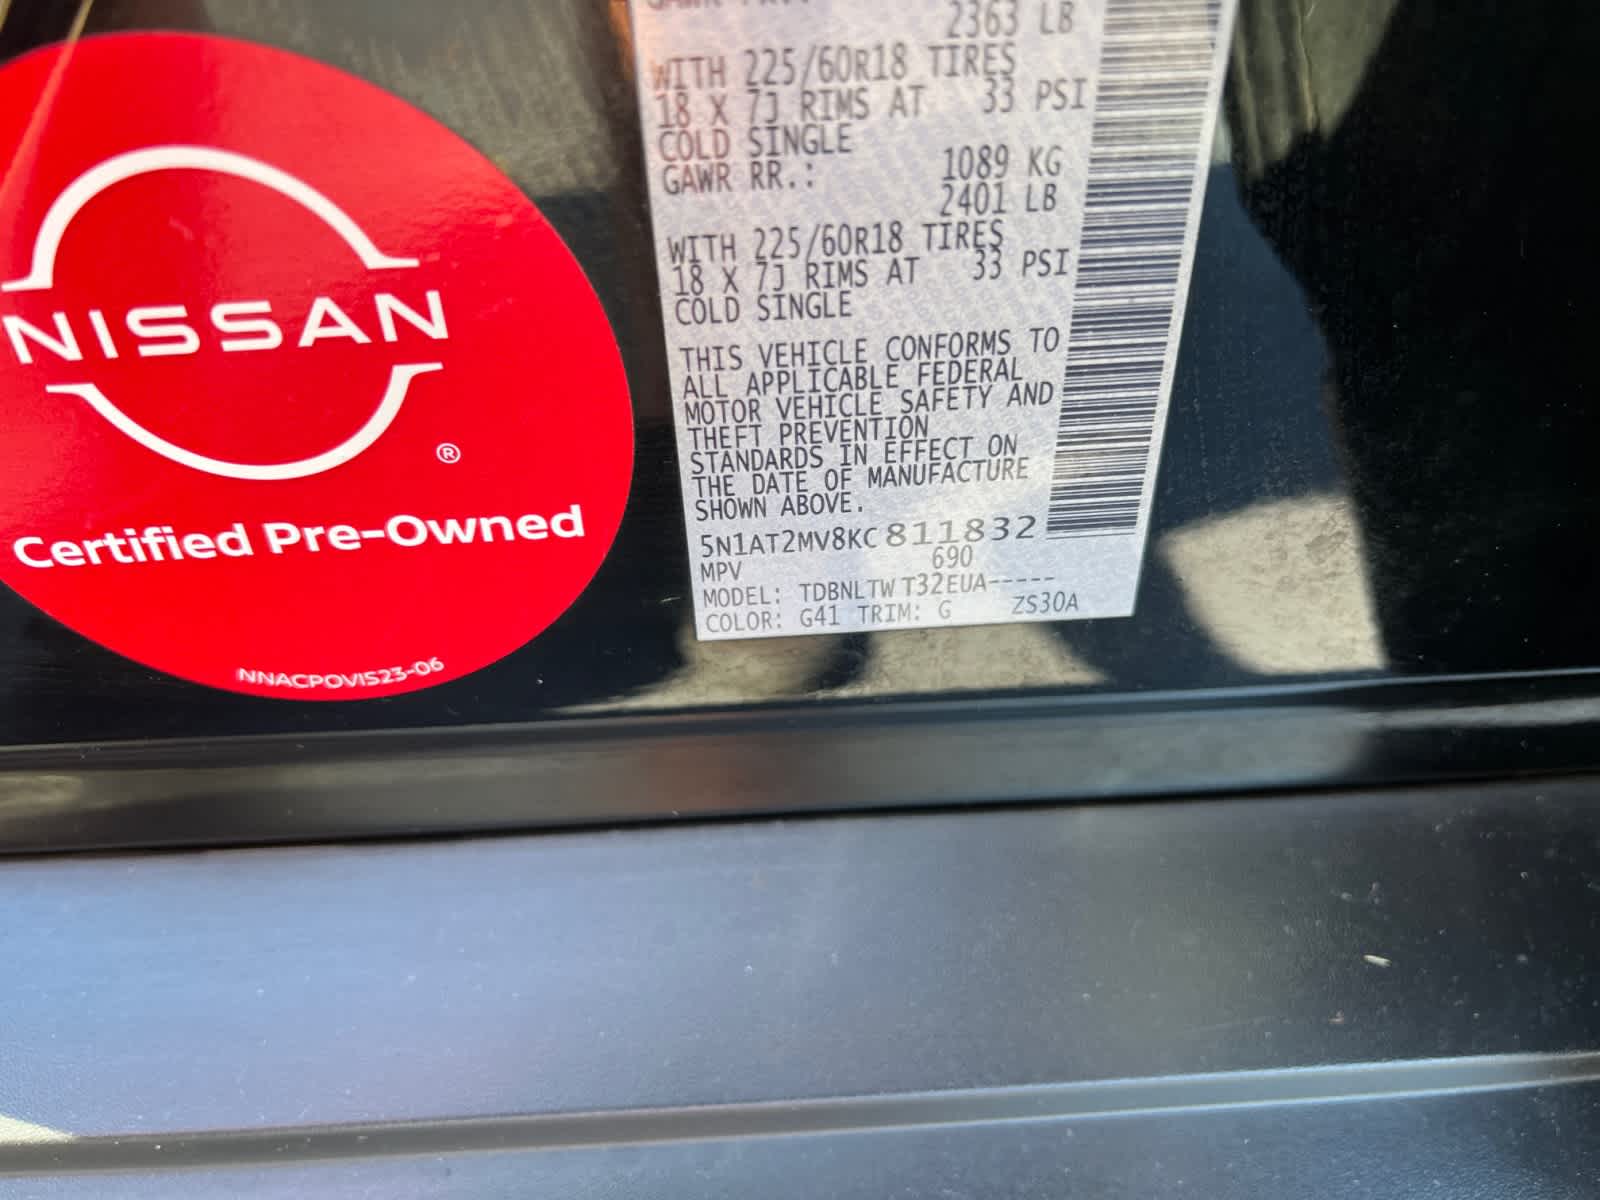 NISSAN
®
Certified Pre-Owned
NNACPOVIS23-06
2363 LB
WITH 225/60R18 TIRES
18 X 7J RIMS AT 33 PSI
COLD SINGLE
GAWR RR.: 1089 KG
2401 LB
WITH 225/60R18 TIRES
18 X 7J RIMS AT 33 PSI
COLD SINGLE
THIS VEHICLE CONFORMS TO
ALL APPLICABLE FEDERAL
MOTOR VEHICLE SAFETY AND
THEFT PREVENTION
STANDARDS IN EFFECT ON
THE DATE OF MANUFACTURE
SHOWN ABOVE.
5N1AT2MV8KC811832
MPV 690
MODEL: TDBNLTWT32EUA-----
COLOR: G41 TRIM: G ZS30A